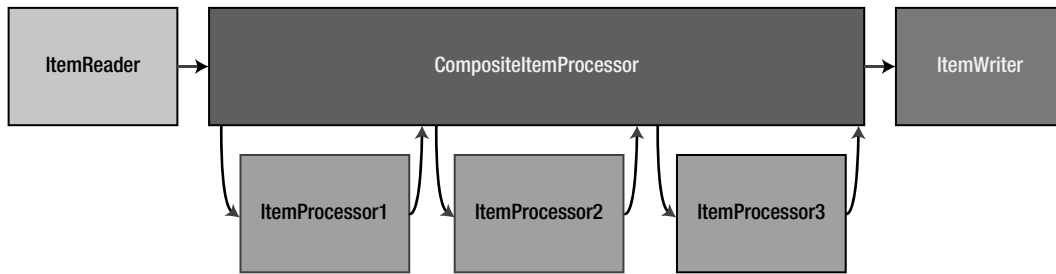 ItemReader
CompositeItemProcessor
ItemWriter
ItemProcessor1
ItemProcessor2
ItemProcessor3